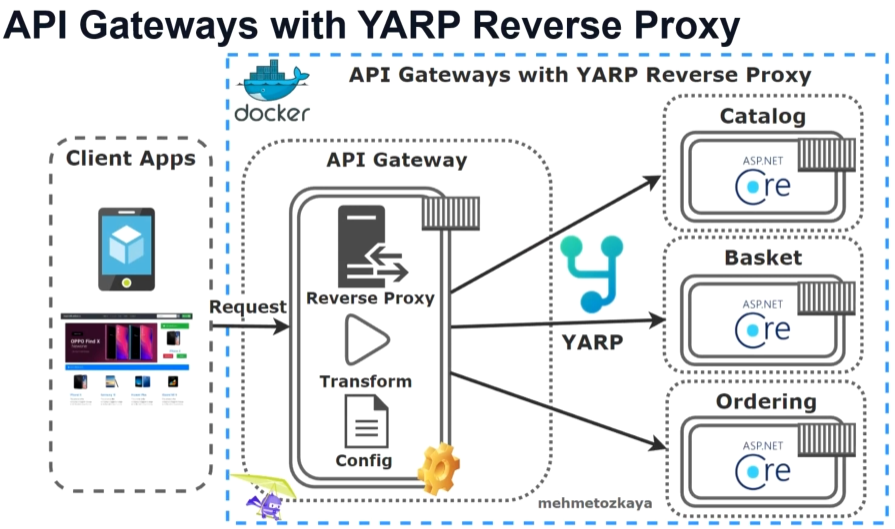 API Gateways with YARP Reverse Proxy
API Gateways with YARP Reverse Proxy
docker
Client Apps
API Gateway
Catalog
ASP.NET
Core
Request
Reverse Proxy
OPPO Find X
Transform
Config
YARP
Basket
ASP.NET
Core
Ordering
ASP.NET
Core
mehmetozkaya